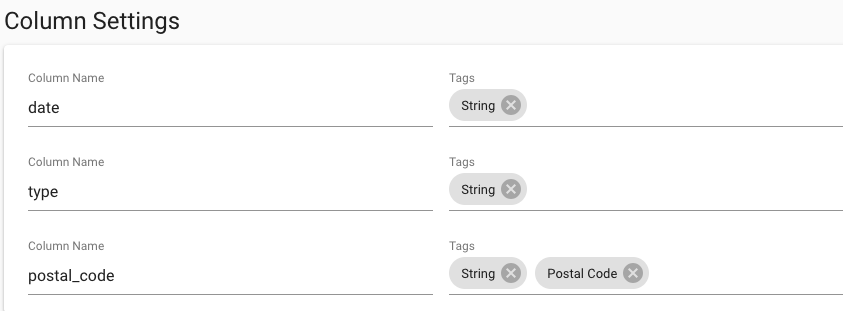 Column Settings
Column Name Tags
date String
Column Name Tags
type String
Column Name Tags
postal_code String Postal Code